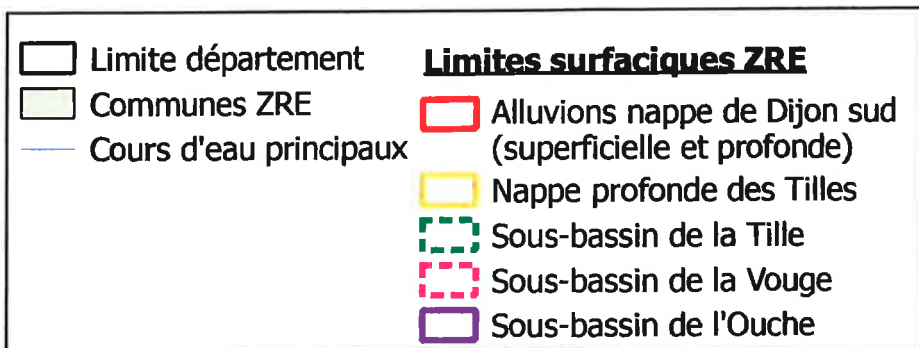 Limite département
Communes ZRE
Cours d'eau principaux
Limites surfaciques ZRE
Alluvions nappe de Dijon sud
(superficielle et profonde)
Nappe profonde des Tilles
Sous-bassin de la Tille
Sous-bassin de la Vouge
Sous-bassin de l'Ouche